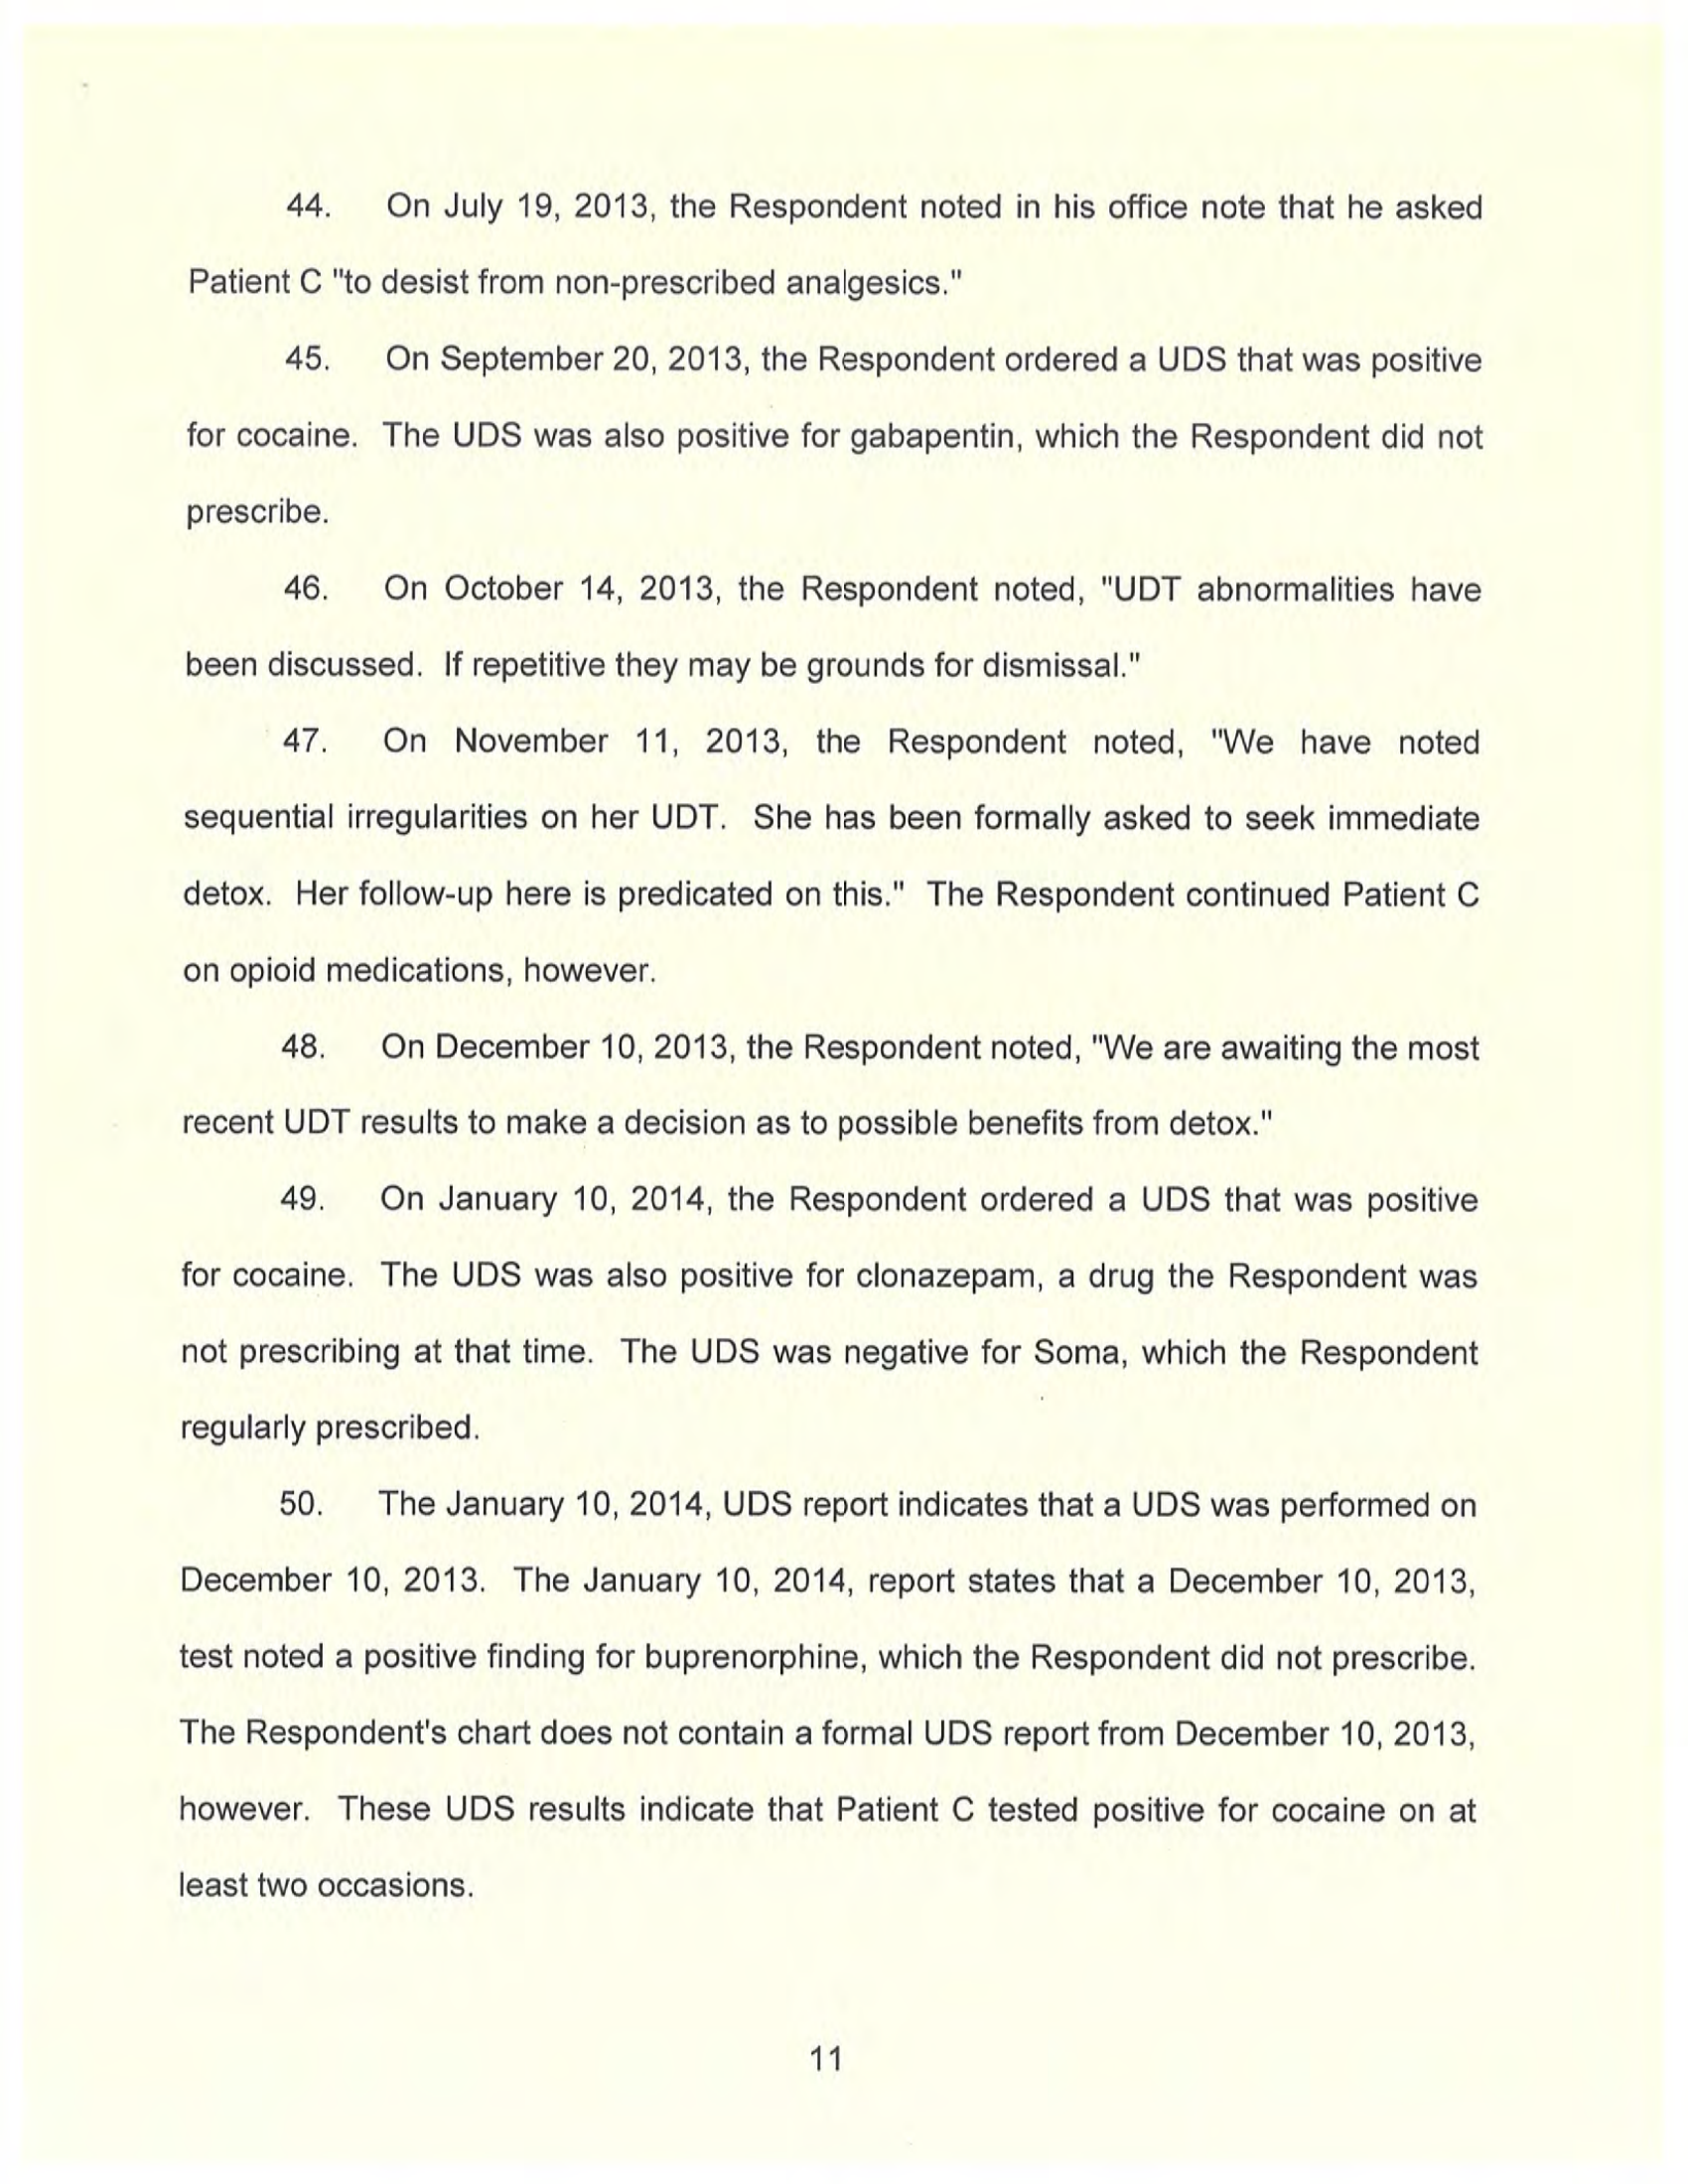 44. On July 19, 2013, the Respondent noted in his office note that he asked
Patient C "to desist from non-prescribed analgesics."
45. On September 20, 2013, the Respondent ordered a UDS that was positive
for cocaine. The UDS was also positive for gabapentin, which the Respondent did not
prescribe.
46. On October 14, 2013, the Respondent noted, "UDT abnormalities have
been discussed. If repetitive they may be grounds for dismissal."
47. On November 11, 2013, the Respondent noted, "We have noted
sequential irregularities on her UDT. She has been formally asked to seek immediate
detox. Her follow-up here is predicated on this." The Respondent continued Patient C
on opioid medications, however.
48. On December 10, 2013, the Respondent noted, "We are awaiting the most
recent UDT results to make a decision as to possible benefits from detox."
49. On January 10, 2014, the Respondent ordered a UDS that was positive
for cocaine. The UDS was also positive for clonazepam, a drug the Respondent was
not prescribing at that time. The UDS was negative for Soma, which the Respondent
regularly prescribed.
50. The January 10, 2014, UDS report indicates that a UDS was performed on
December 10, 2013. The January 10, 2014, report states that a December 10, 2013,
test noted a positive finding for buprenorphine, which the Respondent did not prescribe.
The Respondent's chart does not contain a formal UDS report from December 10, 2013,
however. These UDS results indicate that Patient C tested positive for cocaine on at
least two occasions.
11